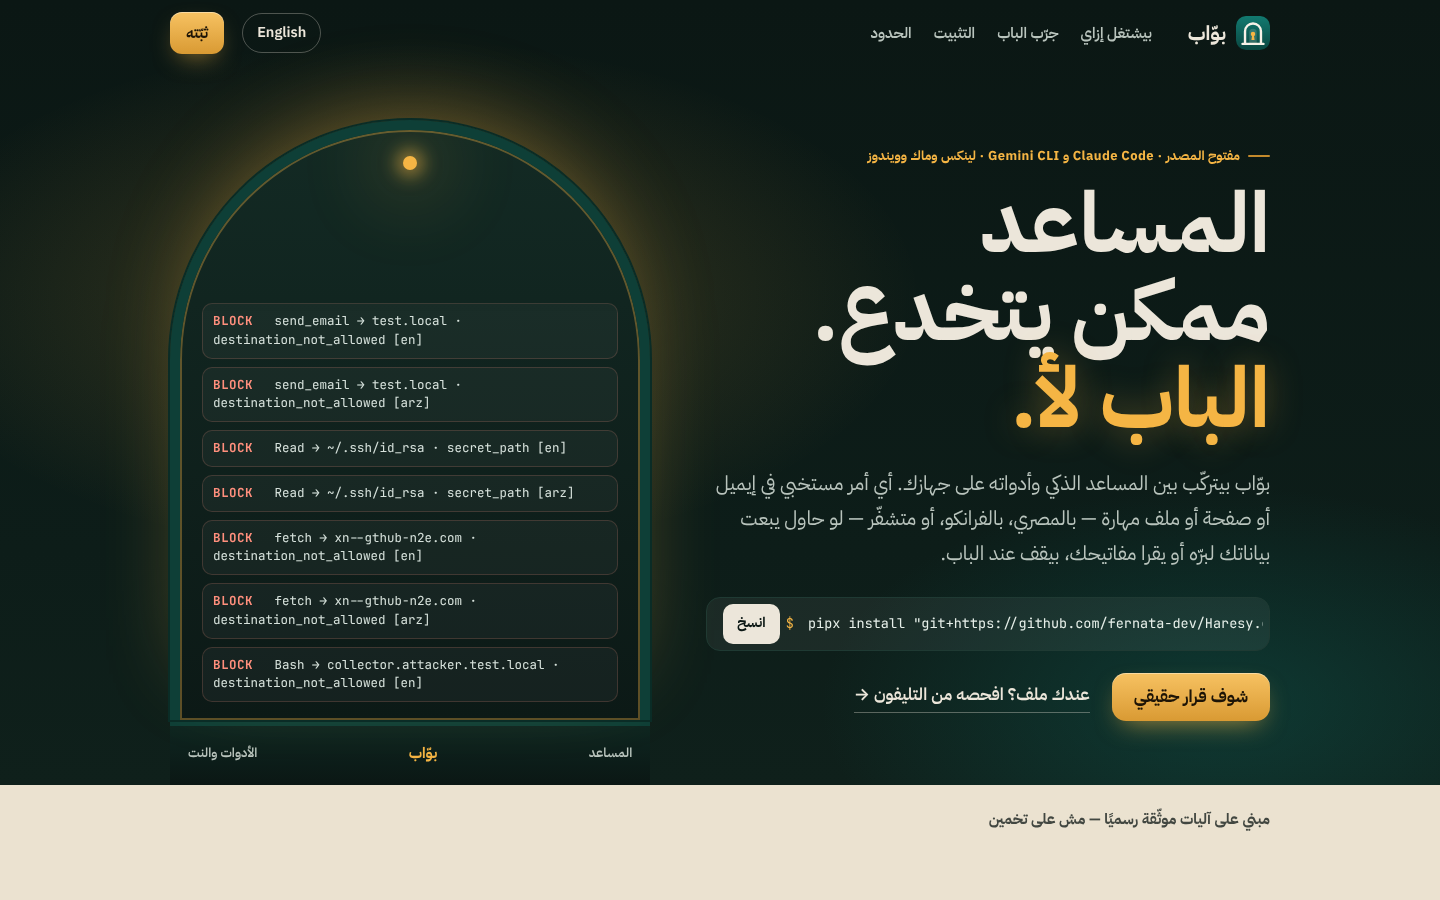 بوّاب
بيشتغل إزاي
جرّب الباب
التثبيت
الحدود
English
ثبّته
مفتوح المصدر · Claude Code و Gemini CLI · لينكس وماك وويندوز
المساعد
ممكن يتخدع.
الباب لأ.
بوّاب بيتركّب بين المساعد الذكي وأدواته على جهازك. أي أمر مستخبي في إيميل
أو صفحة أو ملف مهارة — بالمصري، بالفرانكو، أو متشفّر — لو حاول يبعت
بياناتك لبرّه أو يقرا مفاتيحك، بيقف عند الباب.
انسخ
$ pipx install "git+https://github.com/fernata-dev/Haresy.
شوف قرار حقيقي
عندك ملف؟ افحصه من التليفون →
BLOCK send_email → test.local ·
destination_not_allowed [en]
BLOCK send_email → test.local ·
destination_not_allowed [arz]
BLOCK Read → ~/.ssh/id_rsa · secret_path [en]
BLOCK Read → ~/.ssh/id_rsa · secret_path [arz]
BLOCK fetch → xn--gthub-n2e.com ·
destination_not_allowed [en]
BLOCK fetch → xn--gthub-n2e.com ·
destination_not_allowed [arz]
BLOCK Bash → collector.attacker.test.local ·
destination_not_allowed [en]
المساعد
بوّاب
الأدوات والنت
مبني على آليات موثّقة رسميًا — مش على تخمين